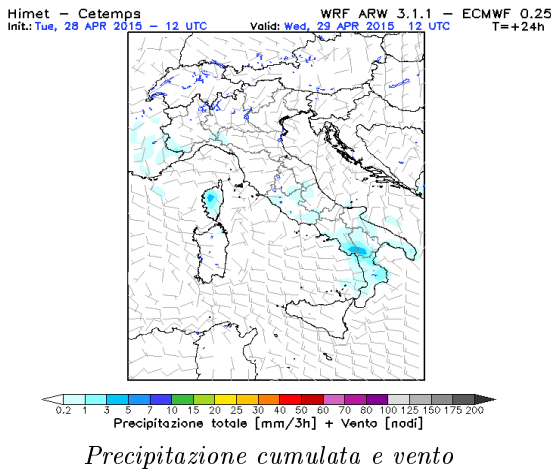 Himet – Cetemps WRF ARW 3.1.1 – ECMWF 0.25
Init.: Tue, 28 APR 2015 – 12 UTC Valid: Wed, 29 APR 2015 12 UTC T=+24h
0.2 1 3 5 7 10 15 20 25 30 40 50 60 70 80 100 125 150 175 200
Precipitazione totale [mm/3h] + Vento [nodi]
Precipitazione cumulata e vento